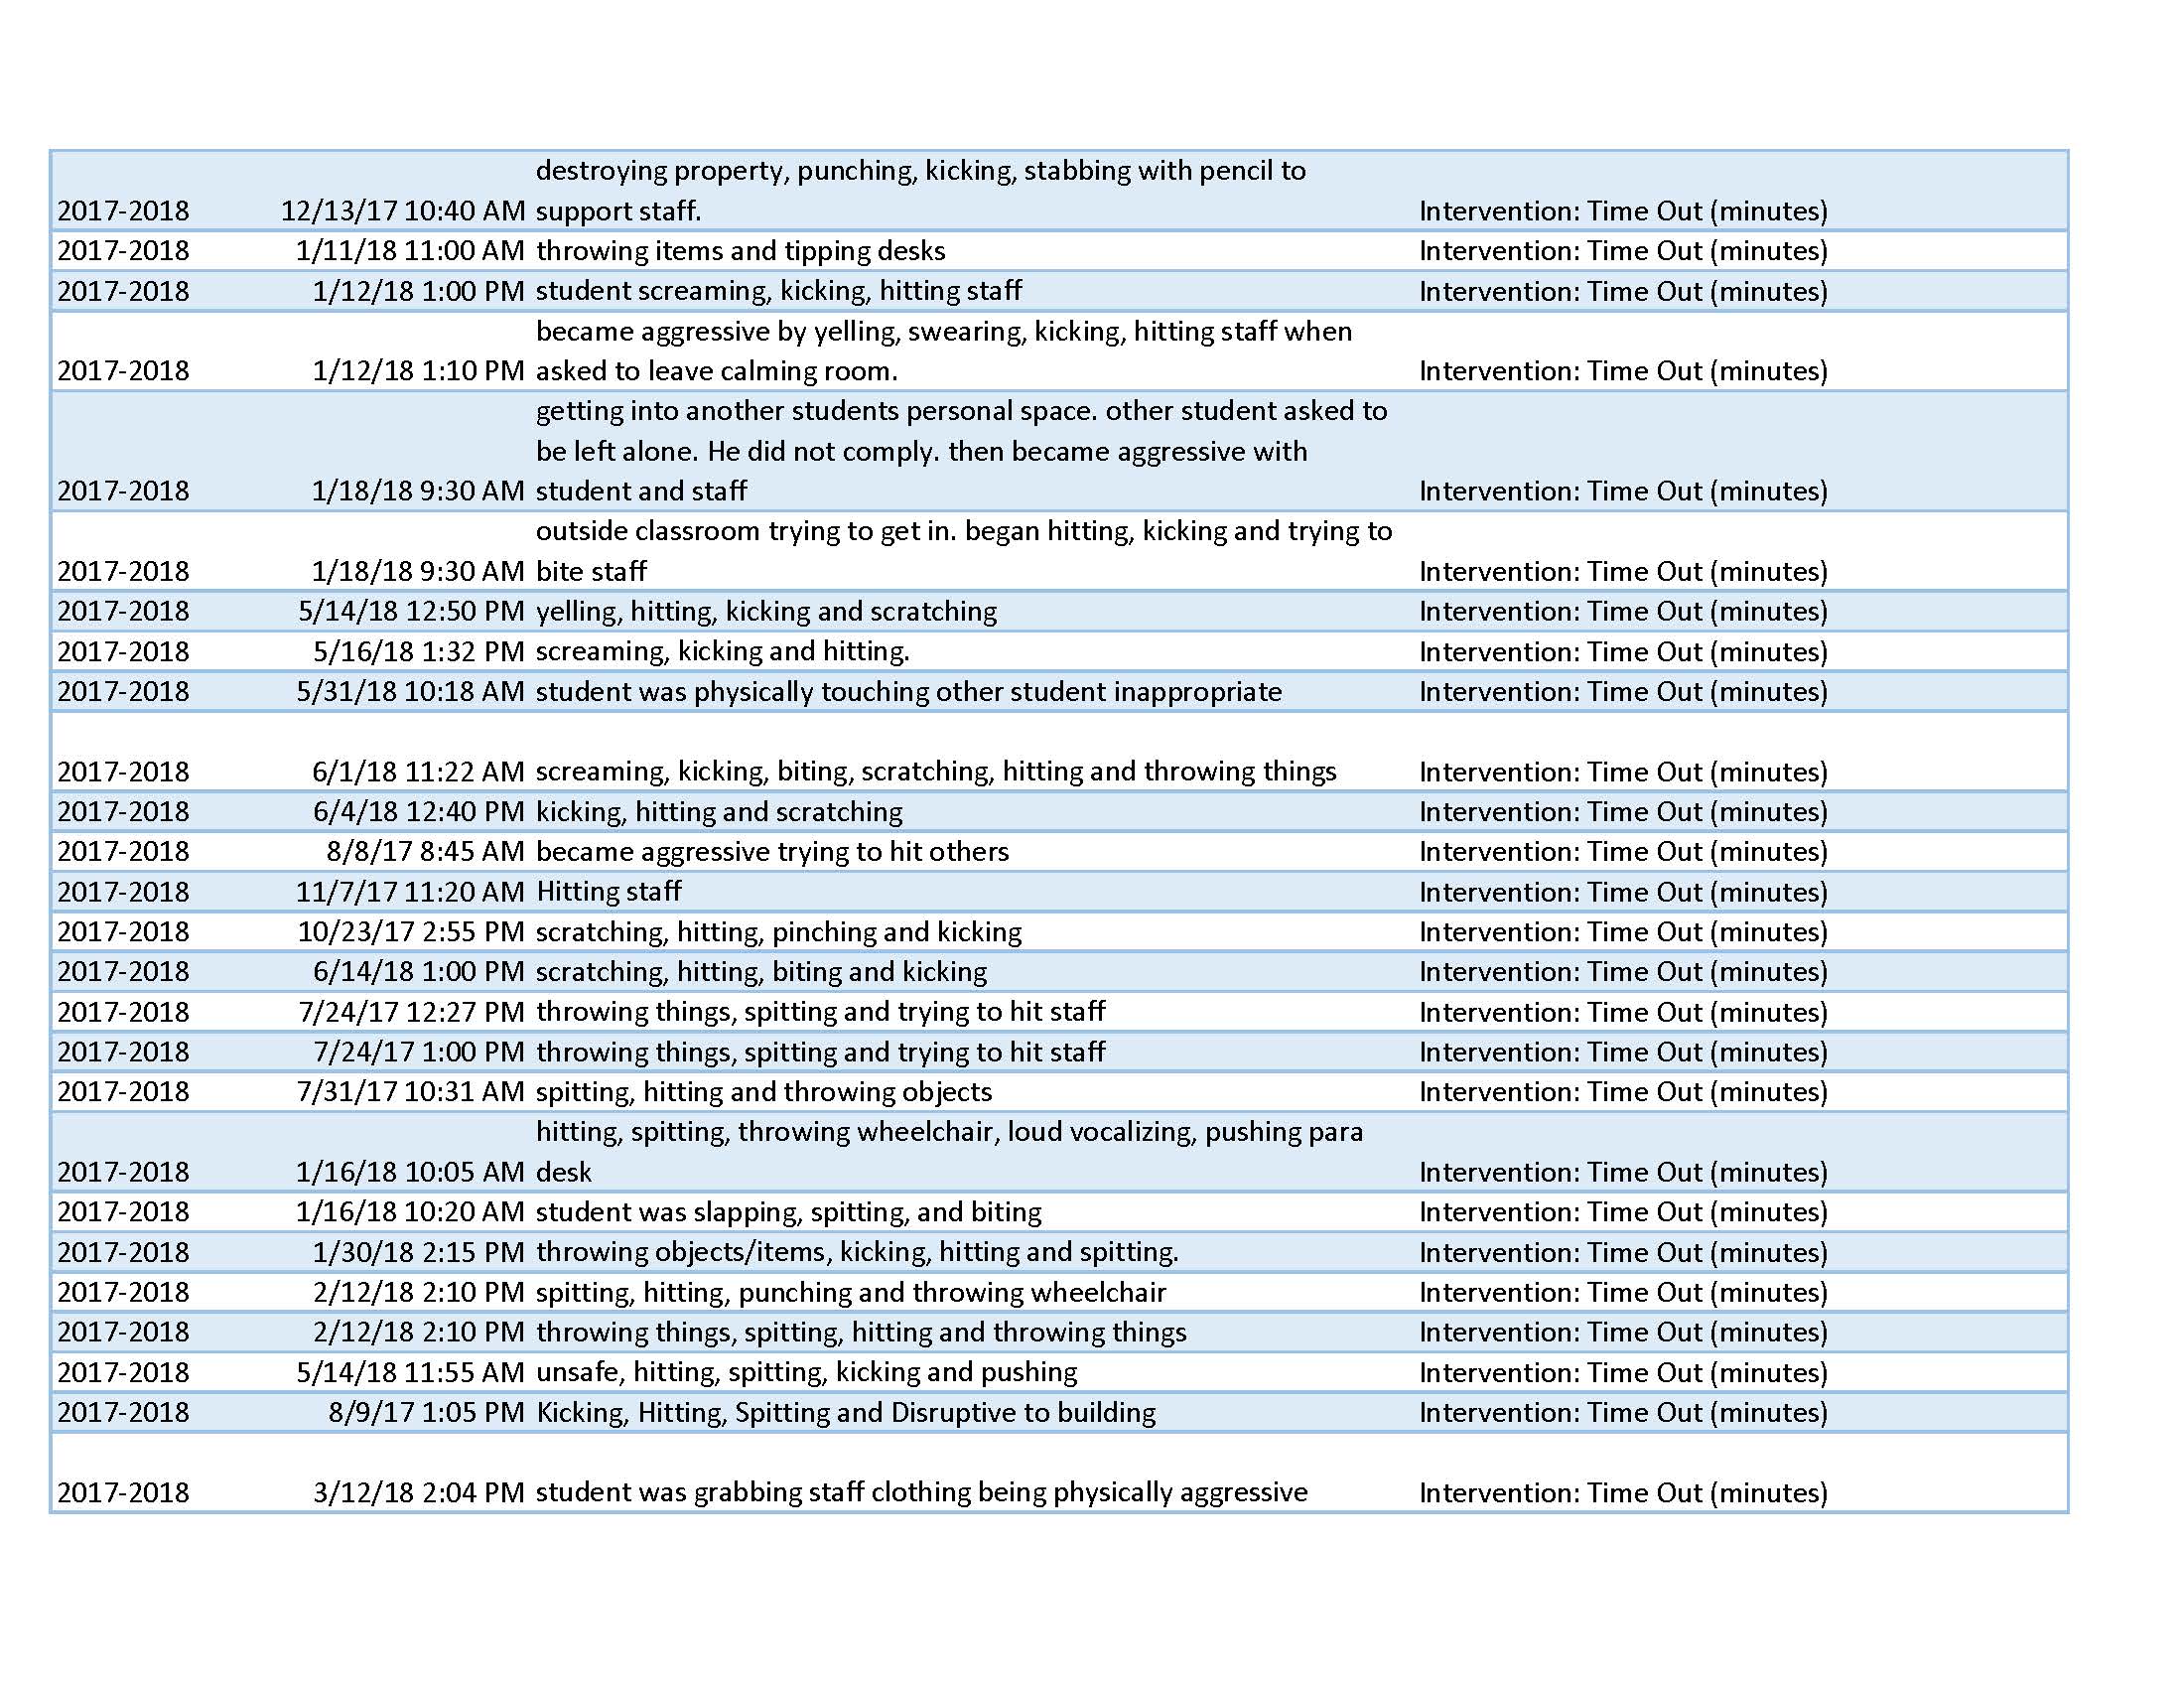 destroying property, punching, kicking, stabbing with pencil to
2017-2018 12/13/17 10:40 AM support staff. Intervention: Time Out (minutes)
2017-2018 1/11/18 11:00 AM throwing items and tipping desks Intervention: Time Out (minutes)
2017-2018 1/12/18 1:00 PM student screaming, kicking, hitting staff Intervention: Time Out (minutes)
became aggressive by yelling, swearing, kicking, hitting staff when
2017-2018 1/12/18 1:10 PM asked to leave calming room. Intervention: Time Out (minutes)
getting into another students personal space. other student asked to
be left alone. He did not comply. then became aggressive with
2017-2018 1/18/18 9:30 AM student and staff Intervention: Time Out (minutes)
outside classroom trying to get in. began hitting, kicking and trying to
2017-2018 1/18/18 9:30 AM bite staff Intervention: Time Out (minutes)
2017-2018 5/14/18 12:50 PM yelling, hitting, kicking and scratching Intervention: Time Out (minutes)
2017-2018 5/16/18 1:32 PM screaming, kicking and hitting. Intervention: Time Out (minutes)
2017-2018 5/31/18 10:18 AM student was physically touching other student inappropriate Intervention: Time Out (minutes)
2017-2018 6/1/18 11:22 AM screaming, kicking, biting, scratching, hitting and throwing things Intervention: Time Out (minutes)
2017-2018 6/4/18 12:40 PM kicking, hitting and scratching Intervention: Time Out (minutes)
2017-2018 8/8/17 8:45 AM became aggressive trying to hit others Intervention: Time Out (minutes)
2017-2018 11/7/17 11:20 AM Hitting staff Intervention: Time Out (minutes)
2017-2018 10/23/17 2:55 PM scratching, hitting, pinching and kicking Intervention: Time Out (minutes)
2017-2018 6/14/18 1:00 PM scratching, hitting, biting and kicking Intervention: Time Out (minutes)
2017-2018 7/24/17 12:27 PM throwing things, spitting and trying to hit staff Intervention: Time Out (minutes)
2017-2018 7/24/17 1:00 PM throwing things, spitting and trying to hit staff Intervention: Time Out (minutes)
2017-2018 7/31/17 10:31 AM spitting, hitting and throwing objects Intervention: Time Out (minutes)
hitting, spitting, throwing wheelchair, loud vocalizing, pushing para
2017-2018 1/16/18 10:05 AM desk Intervention: Time Out (minutes)
2017-2018 1/16/18 10:20 AM student was slapping, spitting, and biting Intervention: Time Out (minutes)
2017-2018 1/30/18 2:15 PM throwing objects/items, kicking, hitting and spitting. Intervention: Time Out (minutes)
2017-2018 2/12/18 2:10 PM spitting, hitting, punching and throwing wheelchair Intervention: Time Out (minutes)
2017-2018 2/12/18 2:10 PM throwing things, spitting, hitting and throwing things Intervention: Time Out (minutes)
2017-2018 5/14/18 11:55 AM unsafe, hitting, spitting, kicking and pushing Intervention: Time Out (minutes)
2017-2018 8/9/17 1:05 PM Kicking, Hitting, Spitting and Disruptive to building Intervention: Time Out (minutes)
2017-2018 3/12/18 2:04 PM student was grabbing staff clothing being physically aggressive Intervention: Time Out (minutes)